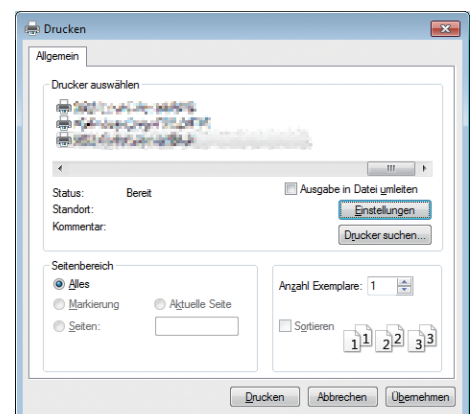 Drucken
Allgemein
Drucker auswählen
Status: Bereit
Standort:
Kommentar:
Ausgabe in Datei umleiten
Einstellungen
Drucker suchen...
Seitenbereich
Alles
Markierung
Aktuelle Seite
Seiten:
Anzahl Exemplare: 1
Sortieren
1 1 2 2 3 3
Drucken Abbrechen Übernehmen